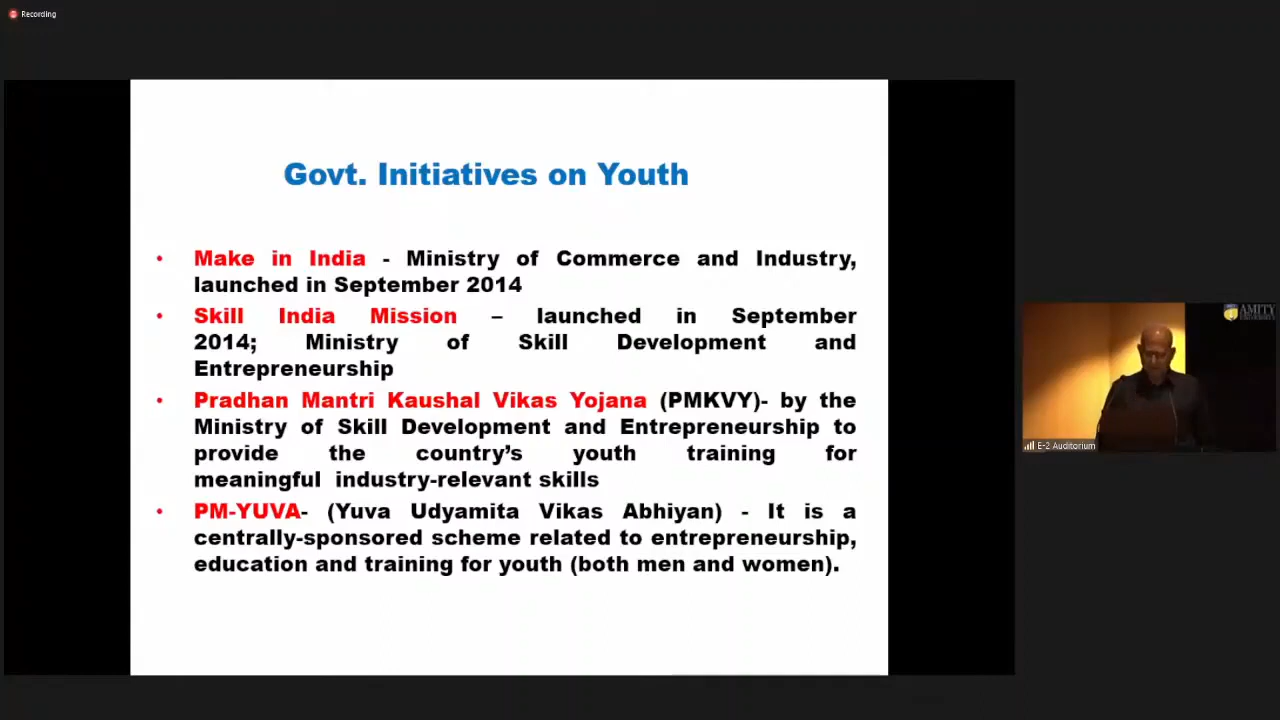 Recording
Govt. Initiatives on Youth
• Make in India - Ministry of Commerce and Industry,
launched in September 2014
• Skill India Mission – launched in September
2014; Ministry of Skill Development and
Entrepreneurship
• Pradhan Mantri Kaushal Vikas Yojana (PMKVY)- by the
Ministry of Skill Development and Entrepreneurship to
provide the country’s youth training for
meaningful industry-relevant skills
• PM-YUVA- (Yuva Udyamita Vikas Abhiyan) - It is a
centrally-sponsored scheme related to entrepreneurship,
education and training for youth (both men and women).
AMITY
UNIVERSITY
E-2 Auditorium